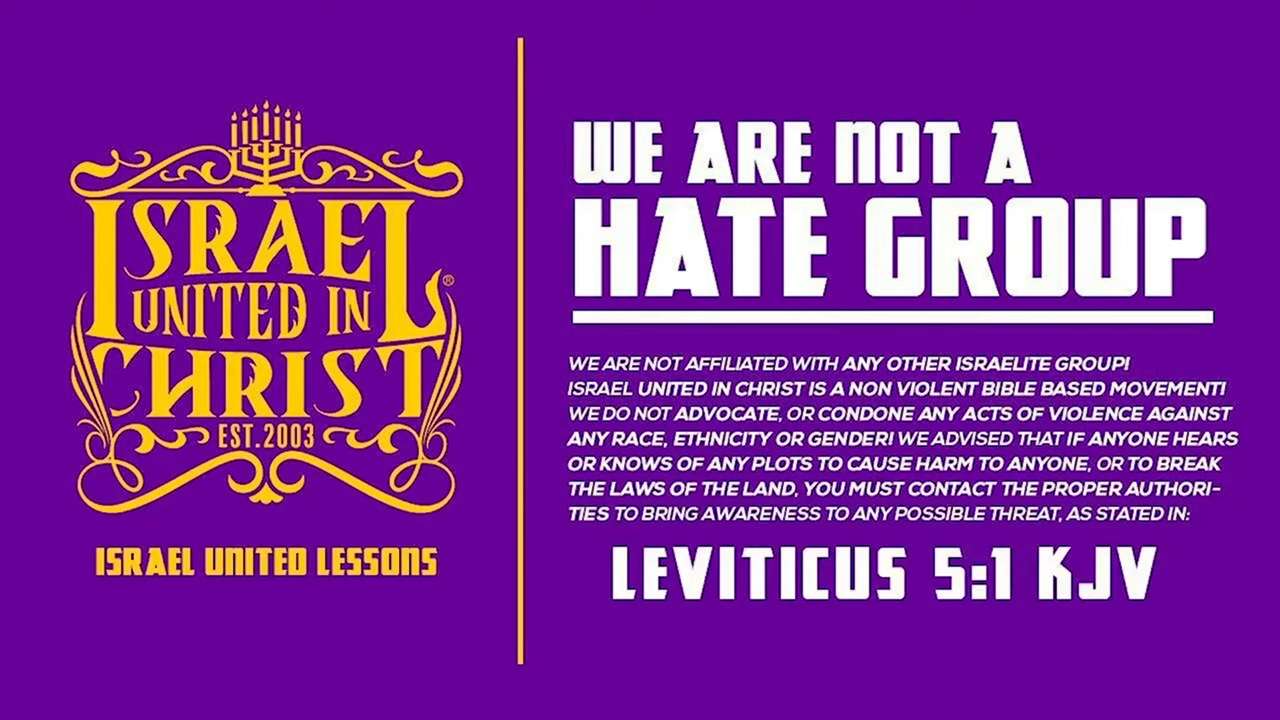 ISRAEL
UNITED IN
CHRIST
EST.2003
®
ISRAEL UNITED LESSONS
WE ARE NOT A
HATE GROUP
WE ARE NOT AFFILIATED WITH ANY OTHER ISRAELITE GROUP!
ISRAEL UNITED IN CHRIST IS A NON VIOLENT BIBLE BASED MOVEMENT!
WE DO NOT ADVOCATE, OR CONDONE ANY ACTS OF VIOLENCE AGAINST
ANY RACE, ETHNICITY OR GENDER! WE ADVISED THAT IF ANYONE HEARS
OR KNOWS OF ANY PLOTS TO CAUSE HARM TO ANYONE, OR TO BREAK
THE LAWS OF THE LAND, YOU MUST CONTACT THE PROPER AUTHORI-
TIES TO BRING AWARENESS TO ANY POSSIBLE THREAT, AS STATED IN:
LEVITICUS 5:1 KJV